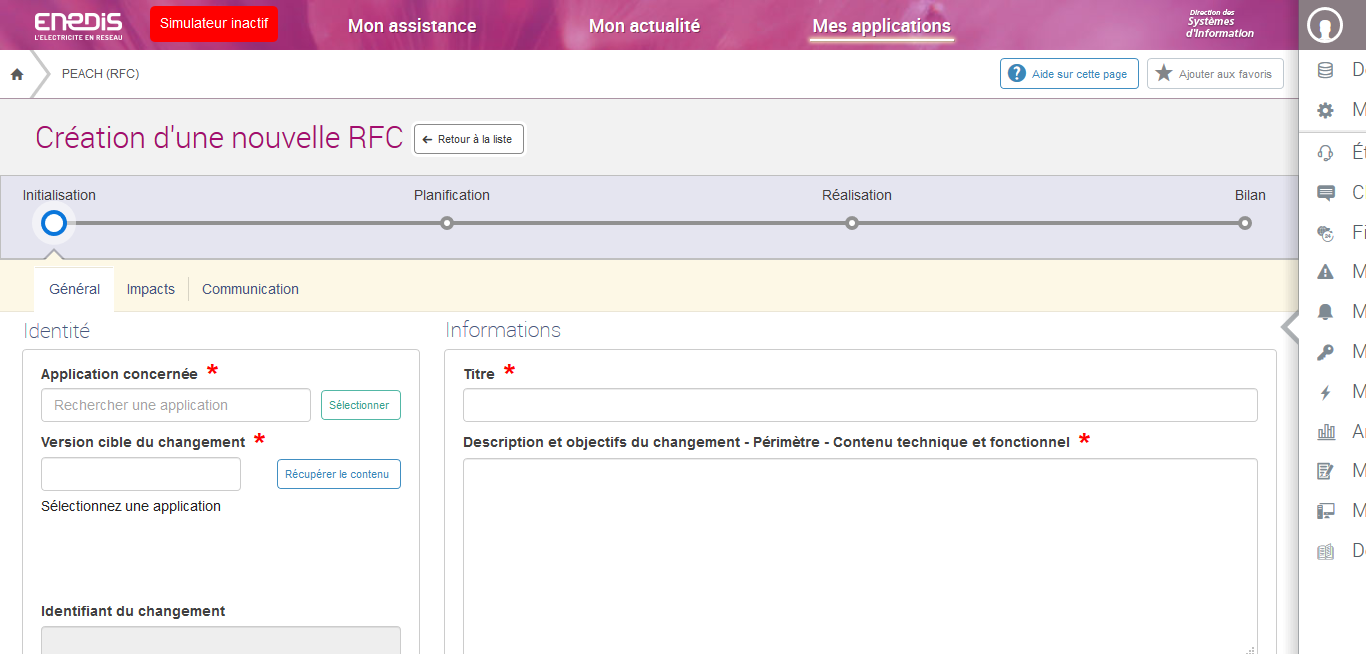 ENEDIS
L'ELECTRICITE EN RESEAU
Simulateur inactif
Mon assistance
Mon actualité
Mes applications
Direction des
Systèmes
d'Information
PEACH (RFC)
? Aide sur cette page
Ajouter aux favoris
Création d'une nouvelle RFC
← Retour à la liste
Initialisation
Planification
Réalisation
Bilan
Général
Impacts
Communication
Identité
Application concernée *
Rechercher une application
Sélectionner
Version cible du changement *
Récupérer le contenu
Sélectionnez une application
Identifiant du changement
Informations
Titre *
Description et objectifs du changement - Périmètre - Contenu technique et fonctionnel *